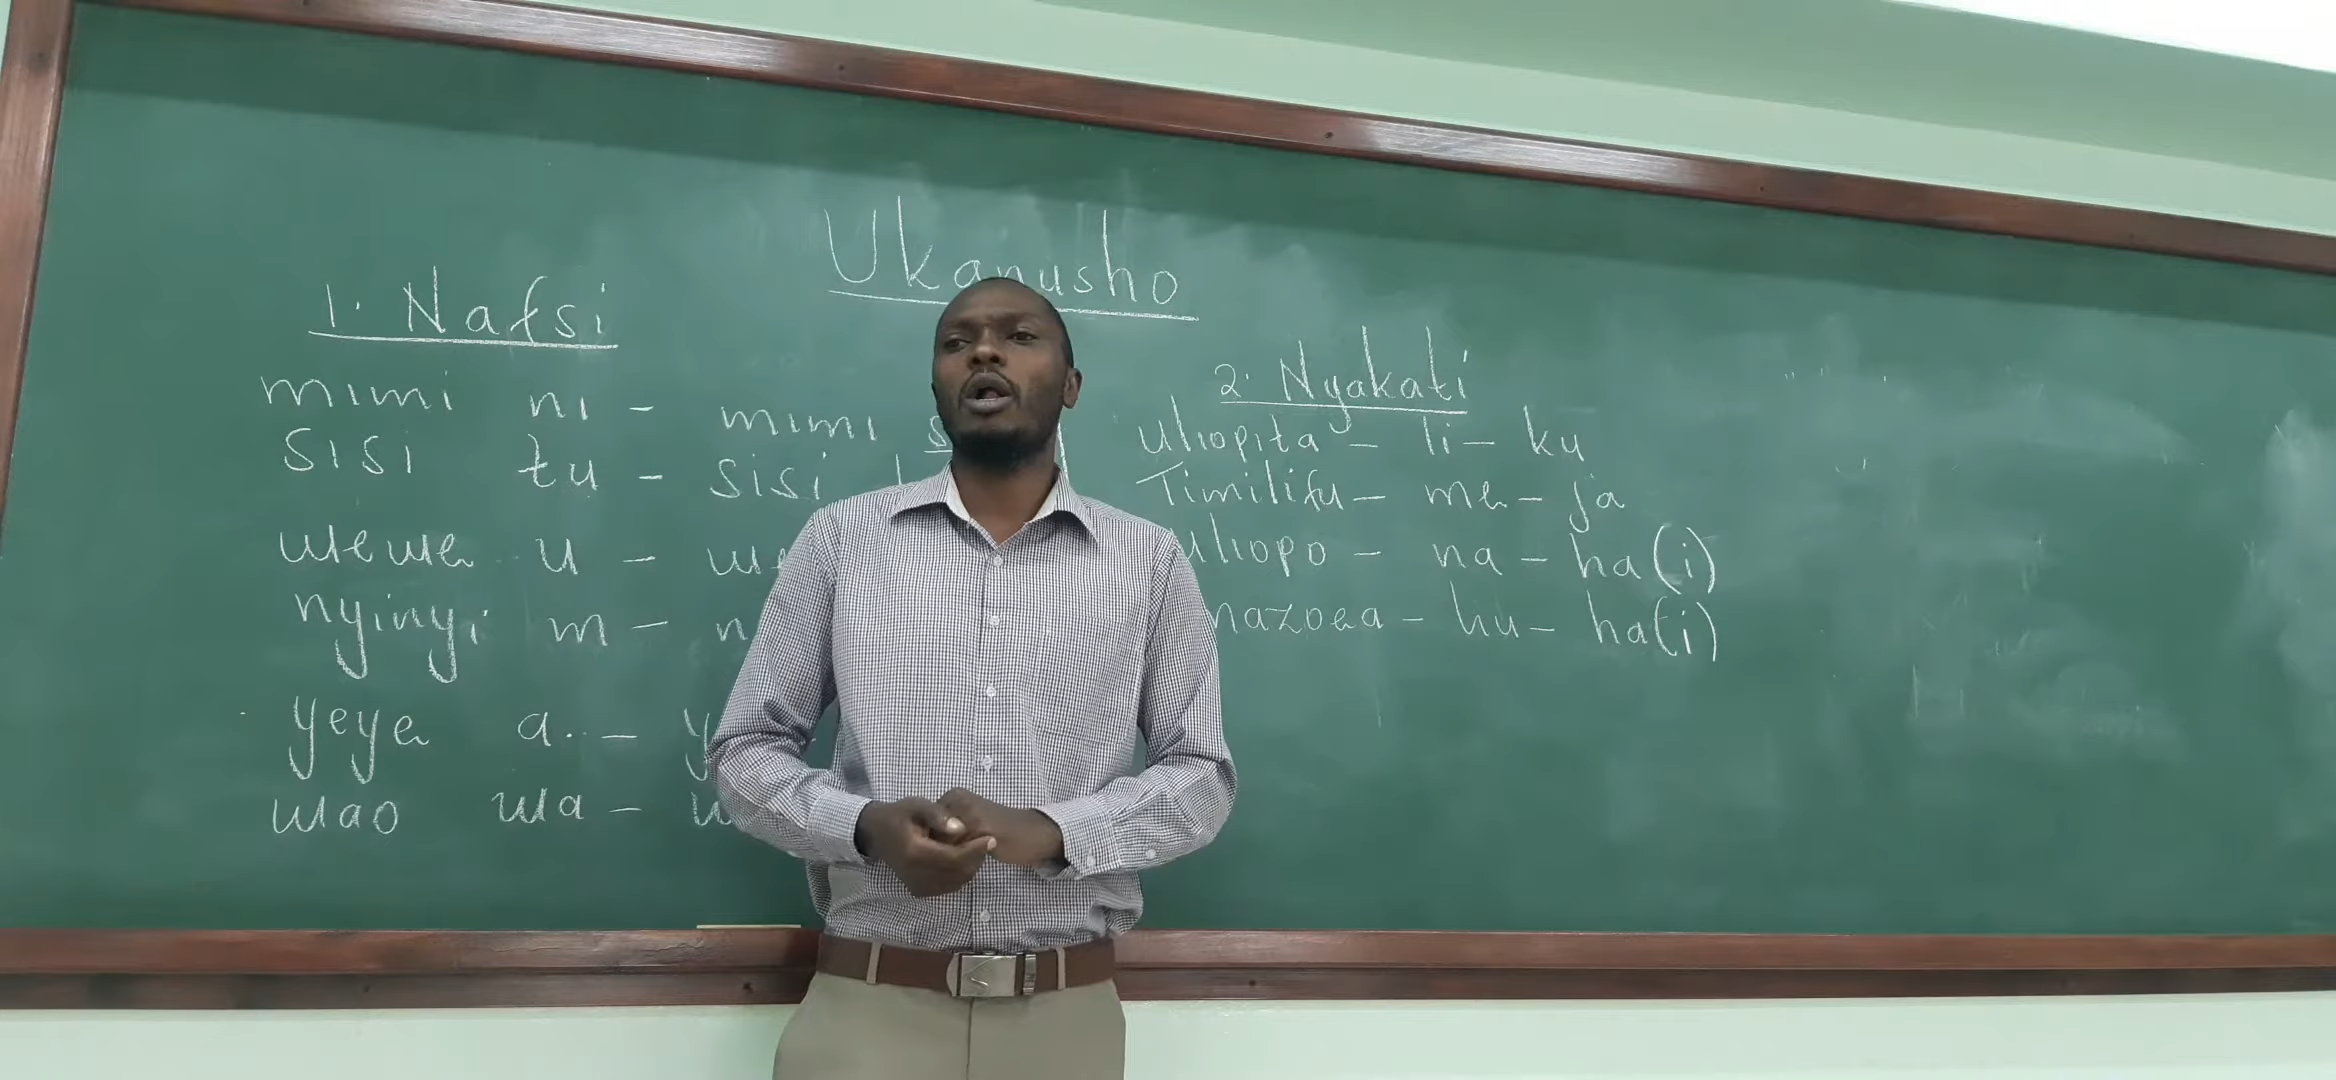 Ukanusho
1. Nafsi
mimi ni - mimi
sisi tu - sisi
wewe u -
nyinyi m -
yeye a. -
wao wa -
2. Nyakati
uliopita - li - ku
Timilifu - me - ja
uliopo - na - ha(i)
mazoea - hu - ha(i)